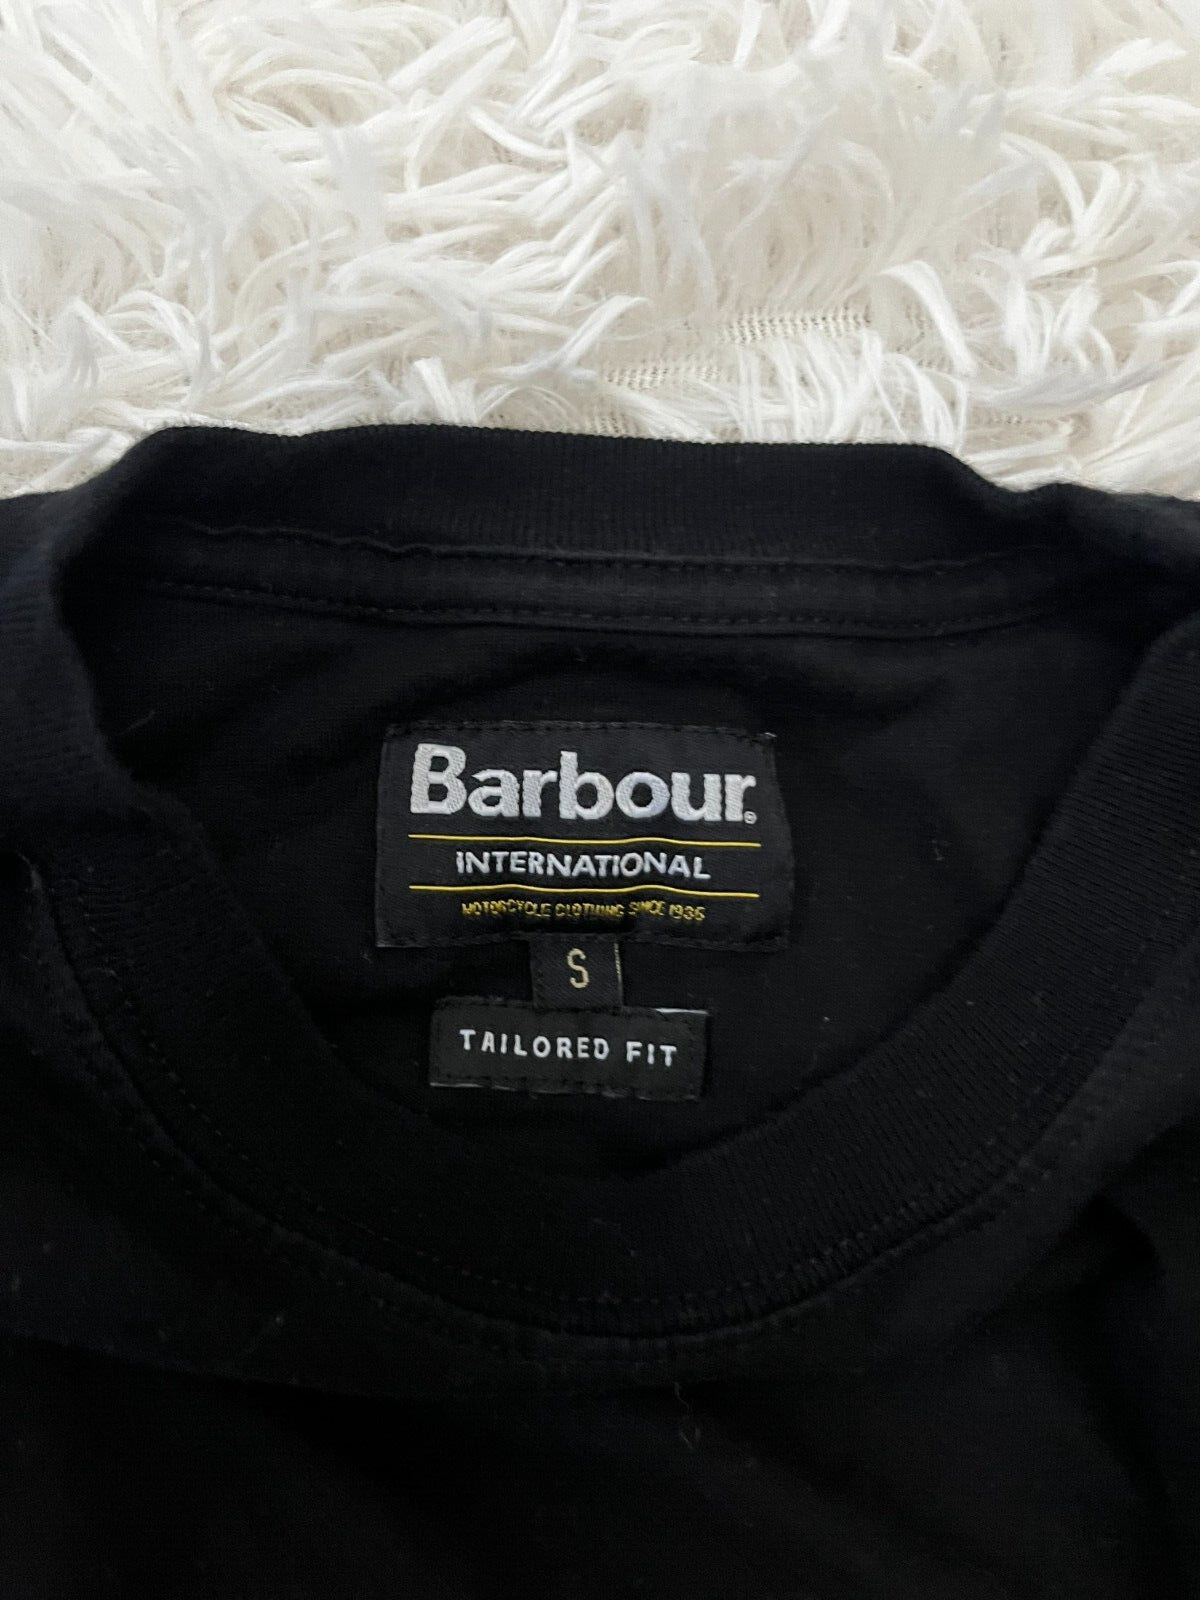 Barbour®
INTERNATIONAL
MOTORCYCLE CLOTHING SINCE 1936
S
TAILORED FIT